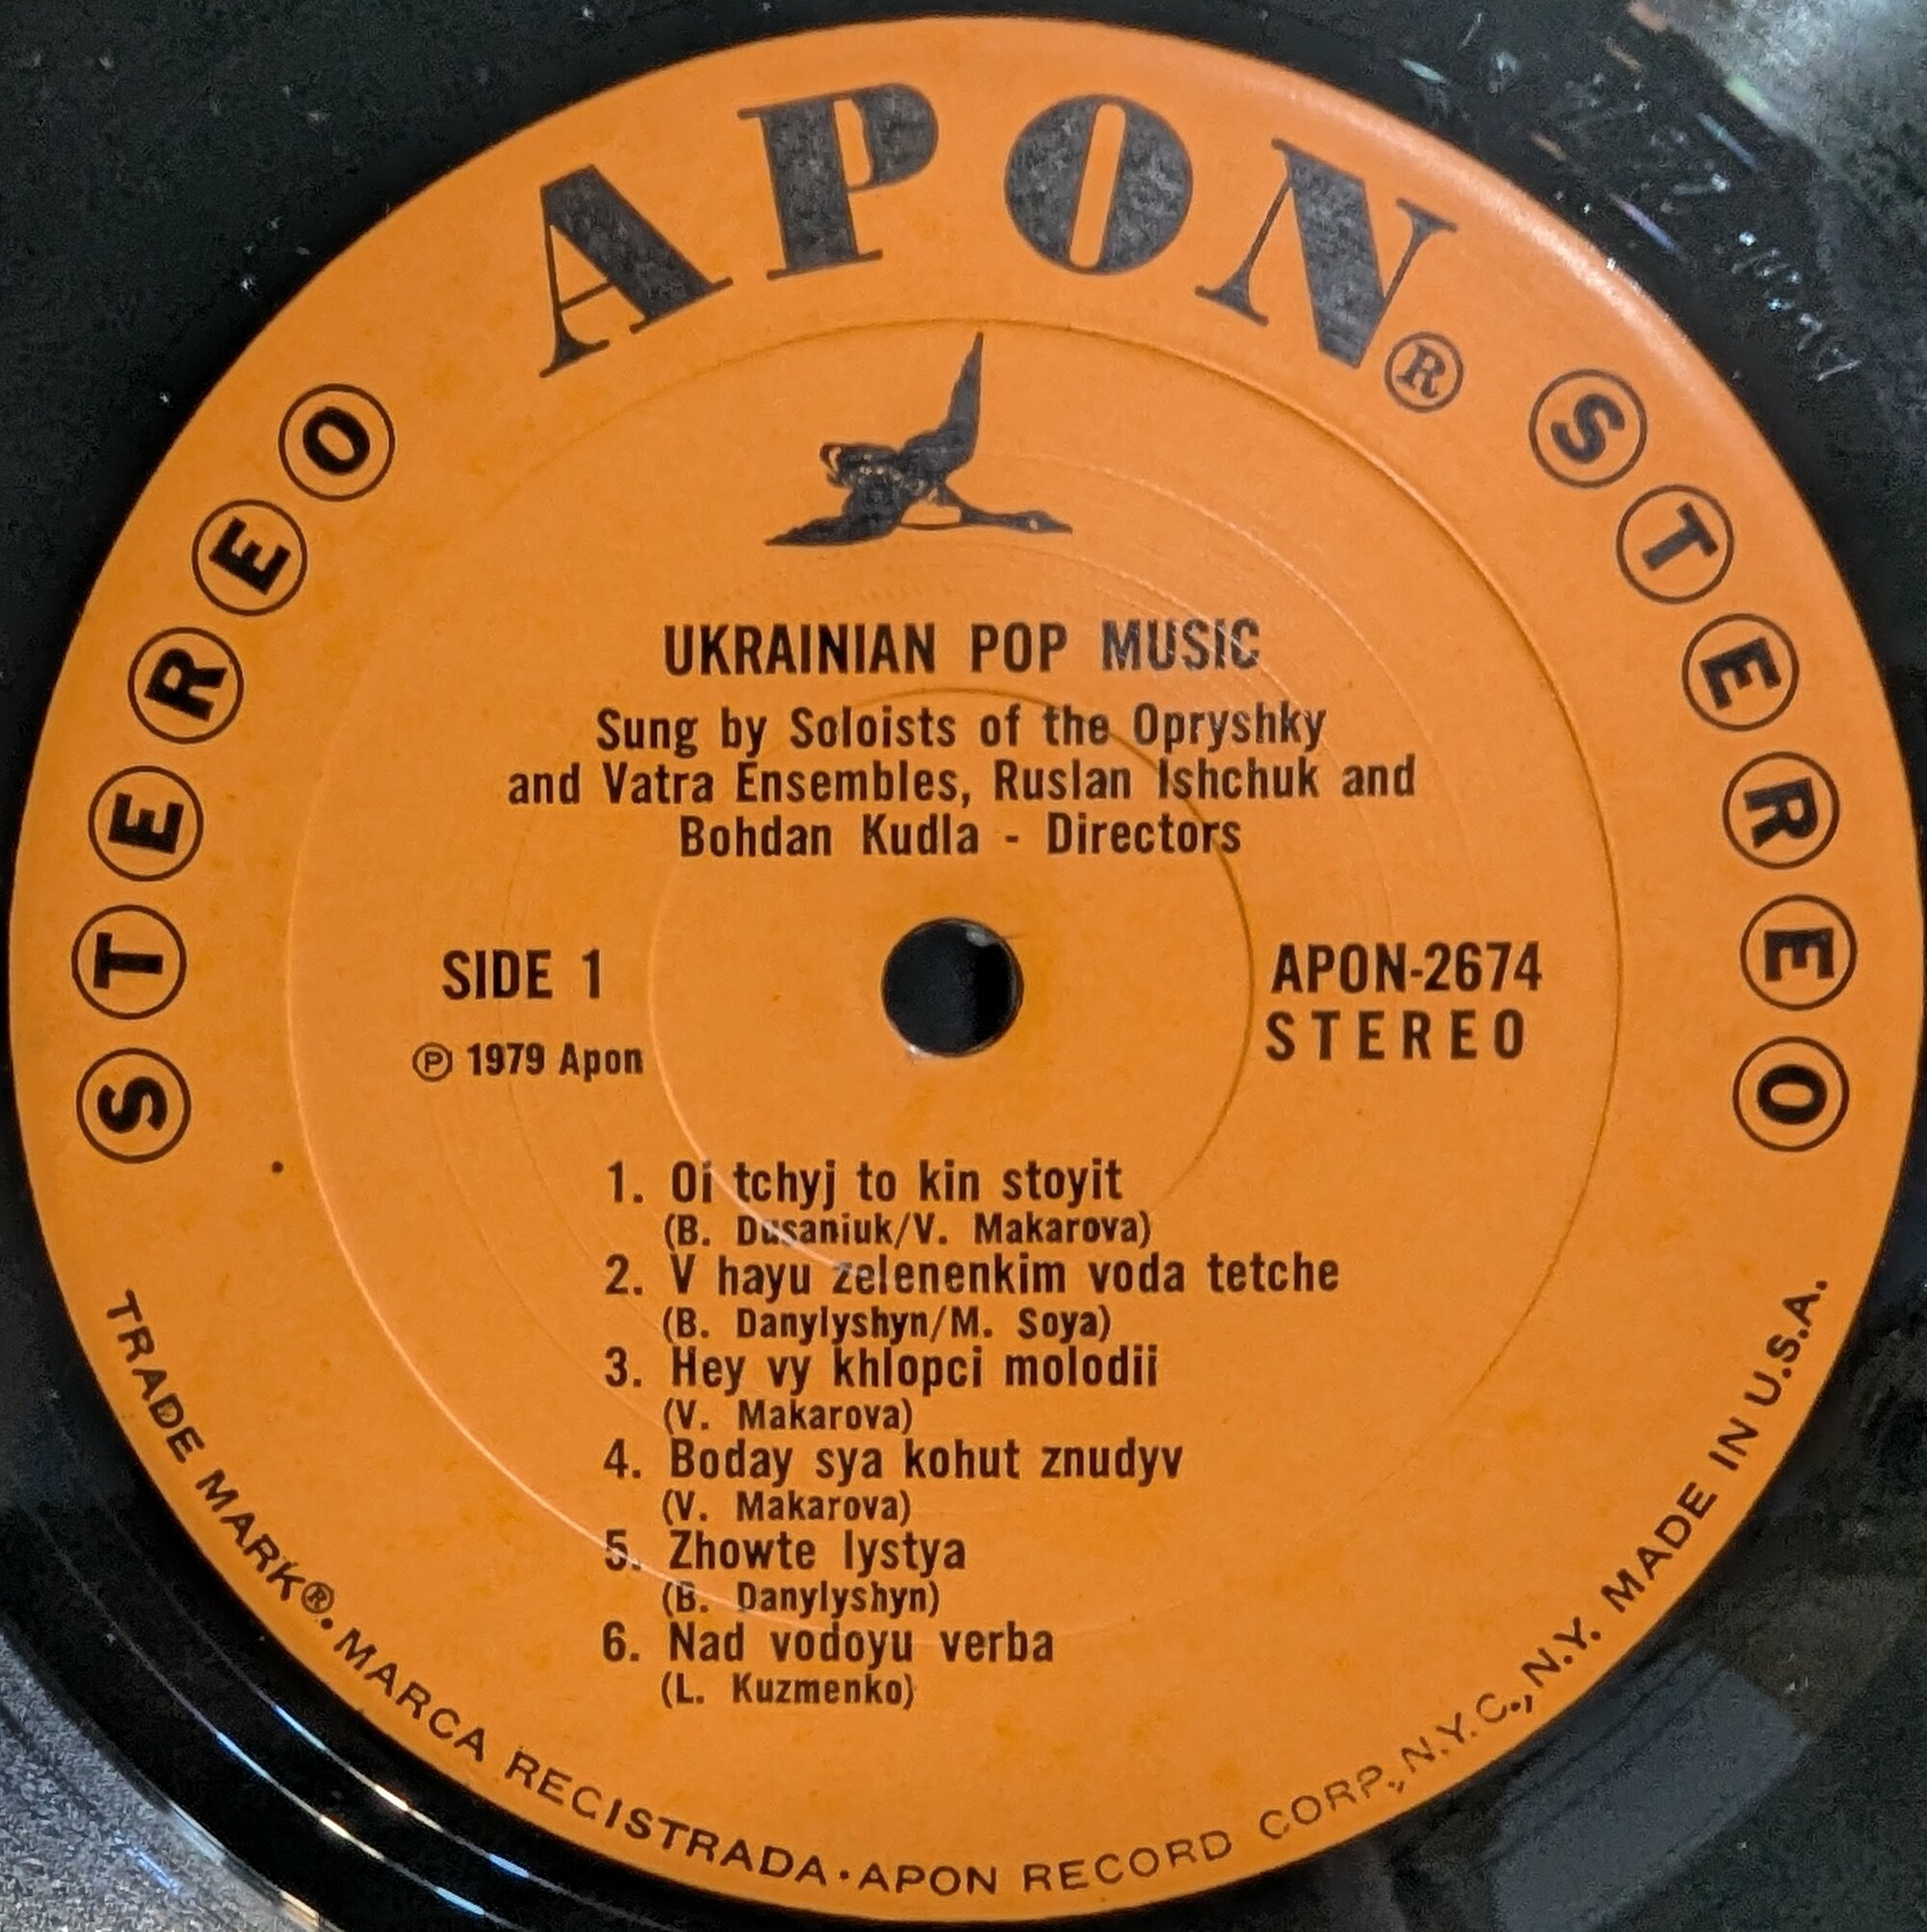 APON®
STEREO
STEREO
UKRAINIAN POP MUSIC
Sung by Soloists of the Opryshky
and Vatra Ensembles, Ruslan Ishchuk and
Bohdan Kudla - Directors
SIDE 1
℗ 1979 Apon
APON-2674
STEREO
1. Oi tchyj to kin stoyit
(B. Dusaniuk/V. Makarova)
2. V hayu zelenenkim voda tetche
(B. Danylyshyn/M. Soya)
3. Hey vy khlopci molodii
(V. Makarova)
4. Boday sya kohut znudyv
(V. Makarova)
5. Zhowte lystya
(B. Danylyshyn)
6. Nad vodoyu verba
(L. Kuzmenko)
TRADE MARK®•MARCA RECISTRADA•APON RECORD CORP., N.Y.C., N.Y. MADE IN U.S.A.